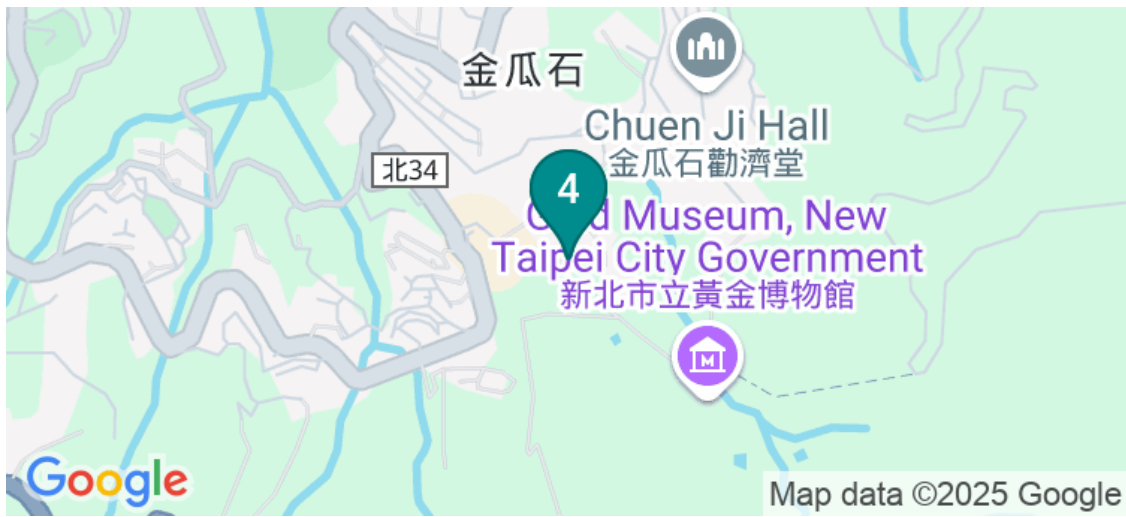 金瓜石
Chuen Ji Hall
金瓜石勸濟堂
北34
4
Museum, New
Taipei City Government
新北市立黃金博物館
M
Google
Map data ©2025 Google